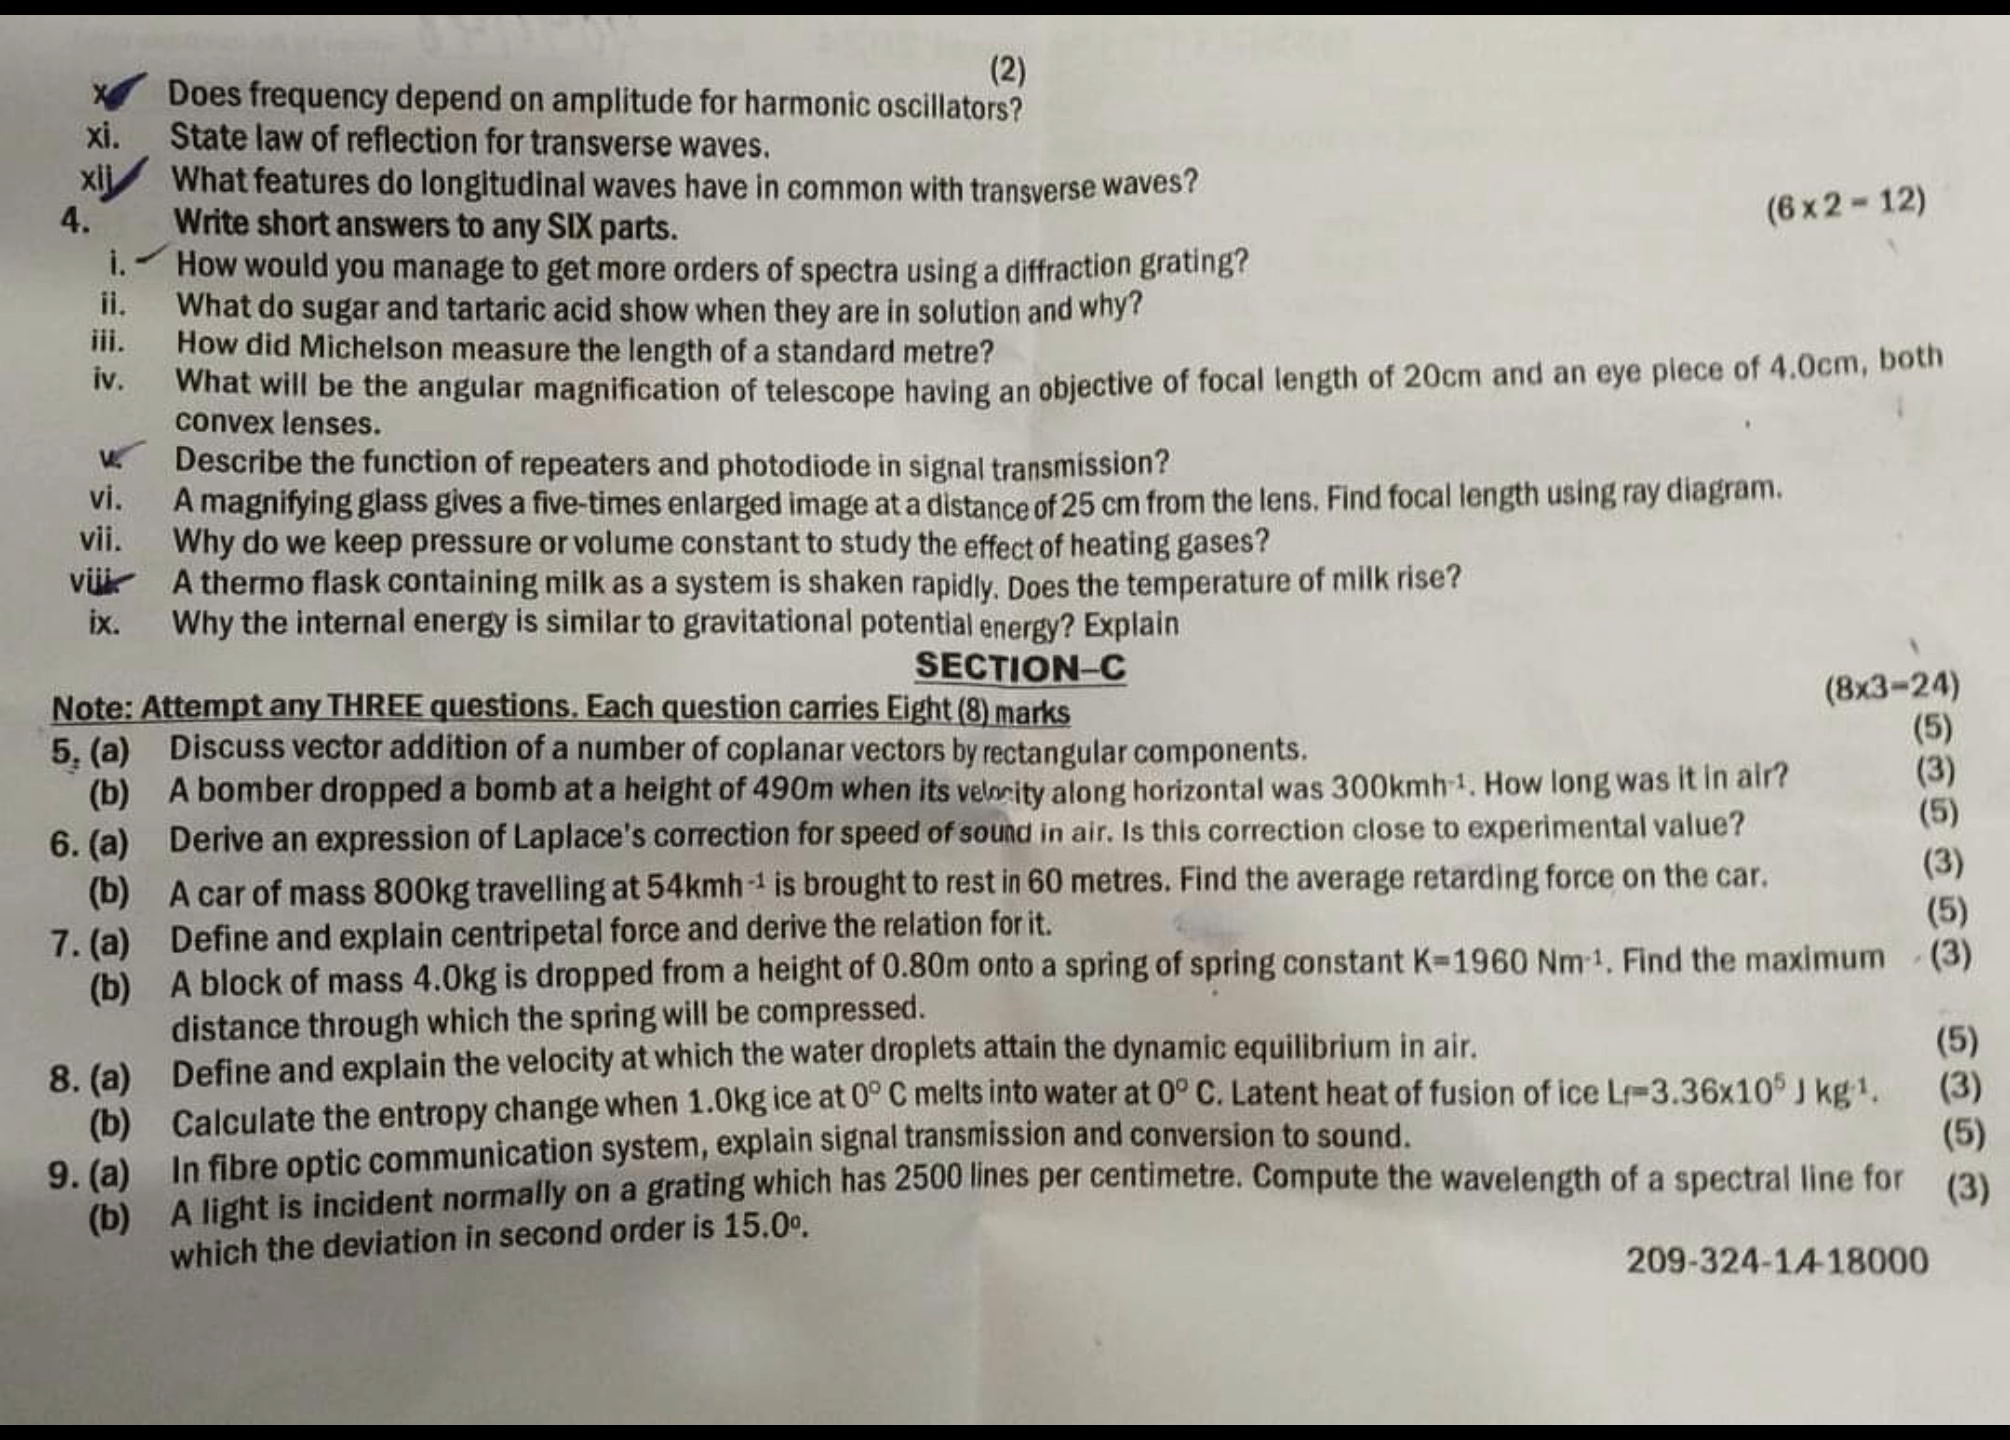 (2)
x. Does frequency depend on amplitude for harmonic oscillators?
xi. State law of reflection for transverse waves.
xii. What features do longitudinal waves have in common with transverse waves?
4. Write short answers to any SIX parts. (6 x 2 = 12)
i. How would you manage to get more orders of spectra using a diffraction grating?
ii. What do sugar and tartaric acid show when they are in solution and why?
iii. How did Michelson measure the length of a standard metre?
iv. What will be the angular magnification of telescope having an objective of focal length of 20cm and an eye piece of 4.0cm, both
convex lenses.
v. Describe the function of repeaters and photodiode in signal transmission?
vi. A magnifying glass gives a five-times enlarged image at a distance of 25 cm from the lens. Find focal length using ray diagram.
vii. Why do we keep pressure or volume constant to study the effect of heating gases?
viii. A thermo flask containing milk as a system is shaken rapidly. Does the temperature of milk rise?
ix. Why the internal energy is similar to gravitational potential energy? Explain
SECTION–C
Note: Attempt any THREE questions. Each question carries Eight (8) marks (8x3=24)
5. (a) Discuss vector addition of a number of coplanar vectors by rectangular components. (5)
(b) A bomber dropped a bomb at a height of 490m when its velocity along horizontal was 300kmh⁻¹. How long was it in air? (3)
6. (a) Derive an expression of Laplace's correction for speed of sound in air. Is this correction close to experimental value? (5)
(b) A car of mass 800kg travelling at 54kmh⁻¹ is brought to rest in 60 metres. Find the average retarding force on the car. (3)
7. (a) Define and explain centripetal force and derive the relation for it. (5)
(b) A block of mass 4.0kg is dropped from a height of 0.80m onto a spring of spring constant K=1960 Nm⁻¹. Find the maximum (3)
distance through which the spring will be compressed.
8. (a) Define and explain the velocity at which the water droplets attain the dynamic equilibrium in air. (5)
(b) Calculate the entropy change when 1.0kg ice at 0° C melts into water at 0° C. Latent heat of fusion of ice Lf=3.36x10⁵ J kg⁻¹. (3)
9. (a) In fibre optic communication system, explain signal transmission and conversion to sound. (5)
(b) A light is incident normally on a grating which has 2500 lines per centimetre. Compute the wavelength of a spectral line for (3)
which the deviation in second order is 15.0°.
209-324-1A-18000